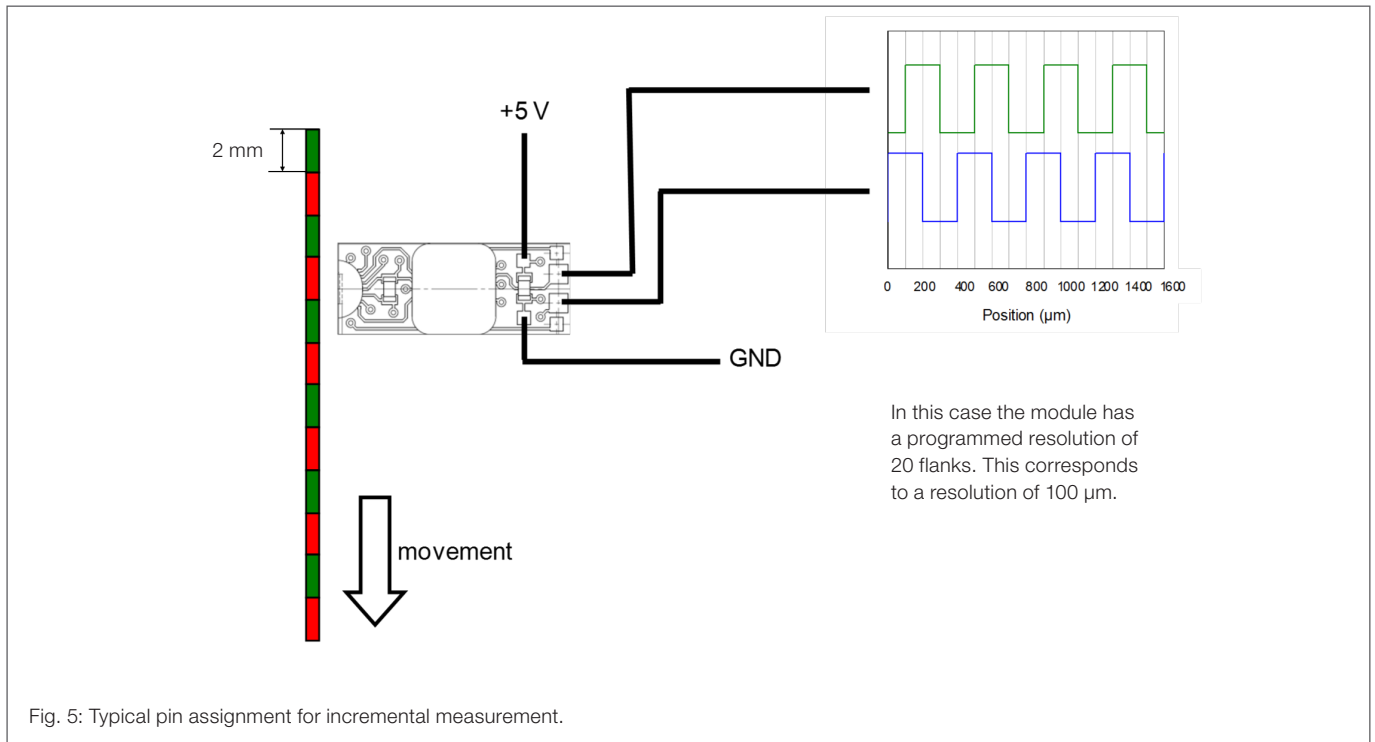 +5 V
2 mm
GND
movement
0 200 400 600 800 1000 1200 1400 1600
Position (µm)
In this case the module has
a programmed resolution of
20 flanks. This corresponds
to a resolution of 100 µm.
Fig. 5: Typical pin assignment for incremental measurement.